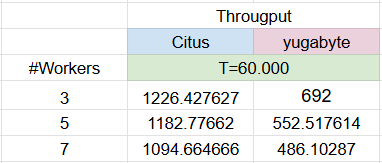 Througput
Citus yugabyte
#Workers T=60.000
3 1226.427627 692
5 1182.77662 552.517614
7 1094.664666 486.10287